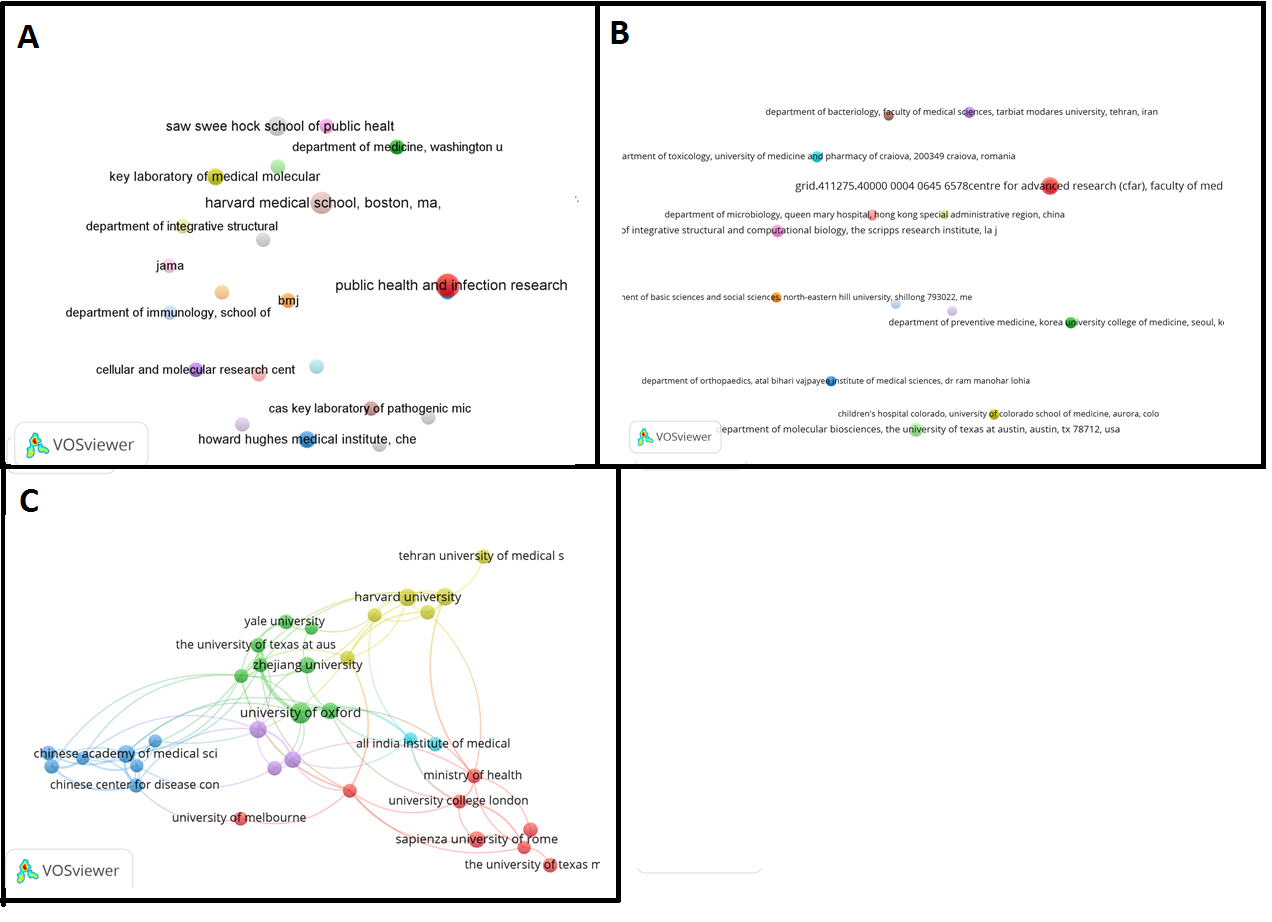 A
saw swee hock school of public healt
department of medicine, washington u
key laboratory of medical molecular
harvard medical school, boston, ma,
department of integrative structural
jama
public health and infection research
bmj
department of immunology, school of
cellular and molecular research cent
cas key laboratory of pathogenic mic
howard hughes medical institute, che
VOSviewer
B
department of bacteriology, faculty of medical sciences, tarbiat modares university, tehran, iran
artment of toxicology, university of medicine and pharmacy of craiova, 200349 craiova, romania
grid.411275.40000 0004 0645 6578centre for advanced research (cfar), faculty of med
department of microbiology, queen mary hospital, hong kong special administrative region, china
of integrative structural and computational biology, the scripps research institute, la j
nent of basic sciences and social sciences, north-eastern hill university, shillong 793022, me
department of preventive medicine, korea university college of medicine, seoul, k
department of orthopaedics, atal bihari vajpayee institute of medical sciences, dr ram manohar lohia
children's hospital colorado, university of colorado school of medicine, aurora, colo
department of molecular biosciences, the university of texas at austin, austin, tx 78712, usa
VOSviewer
C
tehran university of medical s
harvard university
yale university
the university of texas at aus
zhejiang university
university of oxford
all india institute of medical
chinese academy of medical sci
ministry of health
chinese center for disease con
university college london
university of melbourne
sapienza university of rome
the university of texas m
VOSviewer